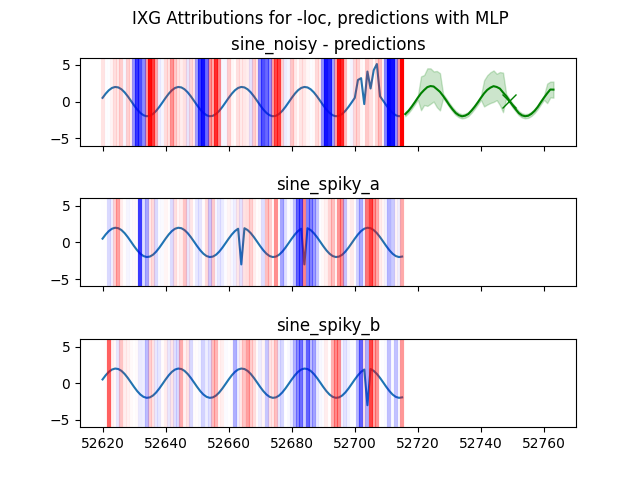 IXG Attributions for -loc, predictions with MLP
sine_noisy - predictions
5
0
−5
sine_spiky_a
5
0
−5
sine_spiky_b
5
0
−5
52620 52640 52660 52680 52700 52720 52740 52760